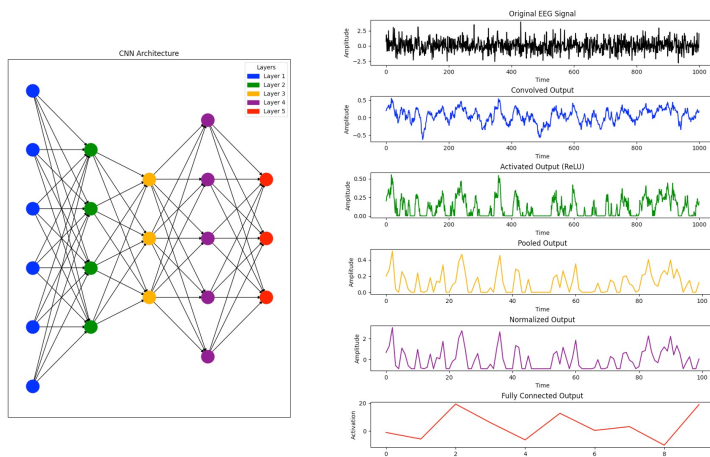 CNN Architecture
Layers
Layer 1
Layer 2
Layer 3
Layer 4
Layer 5
Original EEG Signal
Amplitude
2.5
0.0
−2.5
0
200
400
600
800
1000
Time
Convolved Output
Amplitude
0.5
0.0
−0.5
0
200
400
600
800
1000
Time
Activated Output (ReLU)
Amplitude
0.50
0.25
0.00
0
200
400
600
800
1000
Time
Pooled Output
Amplitude
0.4
0.2
0.0
0
20
40
60
80
100
Time
Normalized Output
Amplitude
2
0
0
20
40
60
80
100
Time
Fully Connected Output
Activation
20
0
0
2
4
6
8